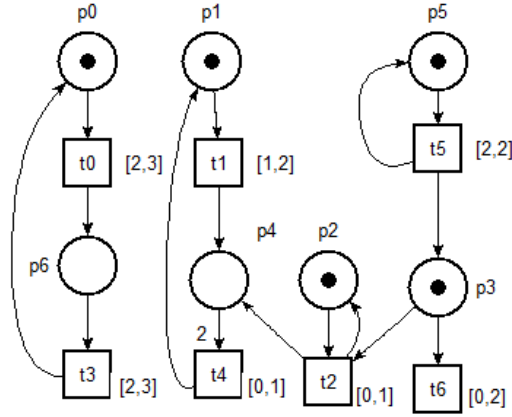 p0 p1 p5
t0 [2,3] t1 [1,2] t5 [2,2]
p4 p2
p6 p3
2
t3 [2,3] t4 [0,1] t2 [0,1] t6 [0,2]